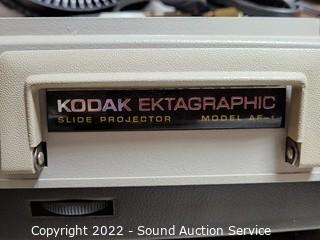 KODAK EKTAGRAPHIC
SLIDE PROJECTOR MODEL AF-1
Copyright 2022 - Sound Auction Service